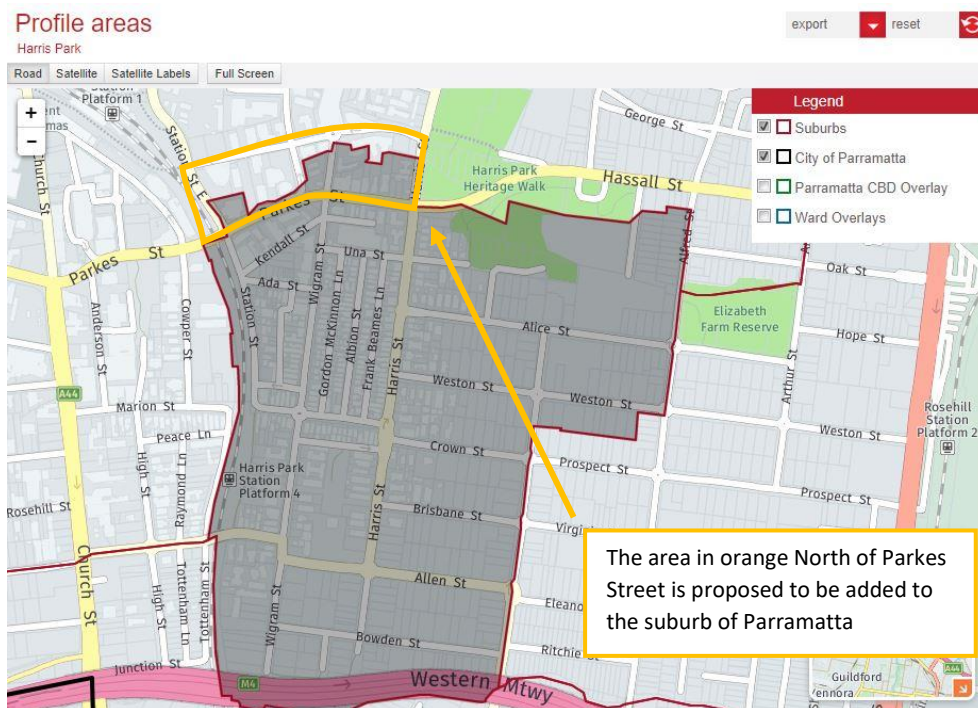 Profile areas
Harris Park
export
reset
Road
Satellite
Satellite Labels
Full Screen
Legend
Suburbs
City of Parramatta
Parramatta CBD Overlay
Ward Overlays
+
−
Platform 1
Station St E
Church St
George St
Harris Park
Heritage Walk
Hassall St
Parkes St
Parkes St
Kendall St
Una St
Ada St
Wigram St
Gordon McKinnon Ln
Albion St
Frank Beames Ln
Harris St
Station St
Alfred St
Oak St
Elizabeth
Farm Reserve
Hope St
Alice St
Arthur St
Anderson St
Cowper St
A44
Weston St
Weston St
Weston St
Rosehill
Station
Platform 2
Marion St
Peace Ln
High St
Raymond Ln
Crown St
Prospect St
Prospect St
Harris Park
Station
Platform 4
Rosehill St
Harris St
Brisbane St
Church St
High St
Tottenham Ln
Tottenham St
Wigram St
Allen St
Bowden St
Ritchie St
Junction St
M4
Western Mtwy
Guildford
The area in orange North of Parkes
Street is proposed to be added to
the suburb of Parramatta